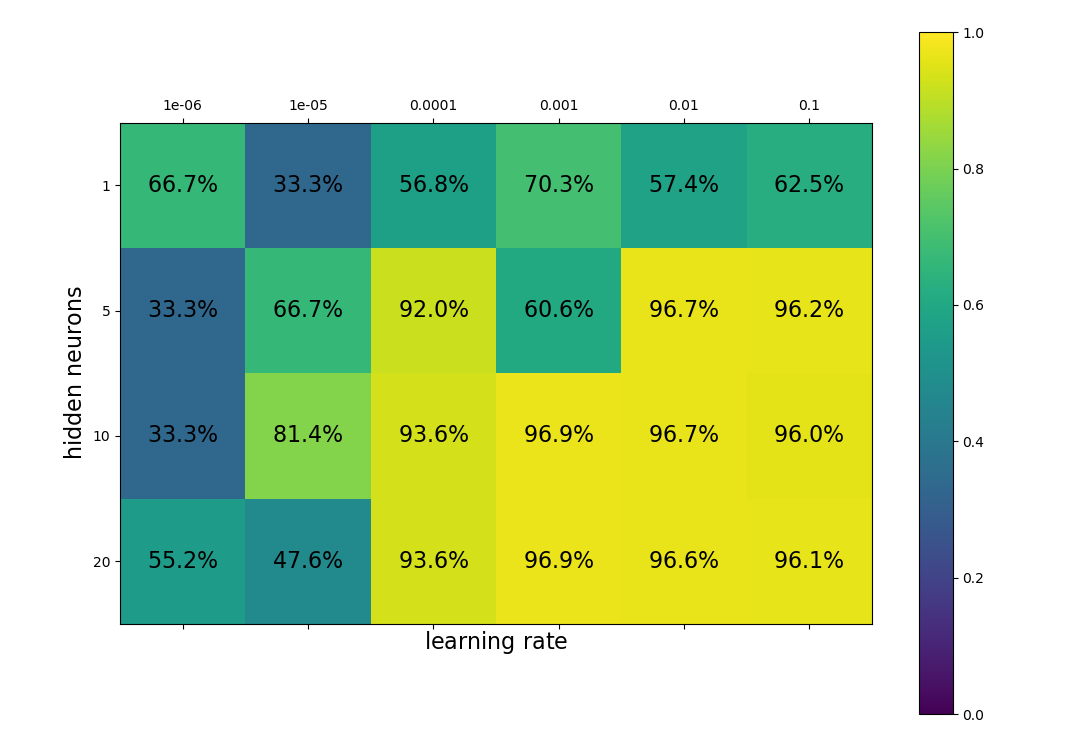 1.0
1e-06 1e-05 0.0001 0.001 0.01 0.1
0.8
1 66.7% 33.3% 56.8% 70.3% 57.4% 62.5%
0.6
5 33.3% 66.7% 92.0% 60.6% 96.7% 96.2%
hidden neurons
10 33.3% 81.4% 93.6% 96.9% 96.7% 96.0%
0.4
20 55.2% 47.6% 93.6% 96.9% 96.6% 96.1%
0.2
learning rate
0.0